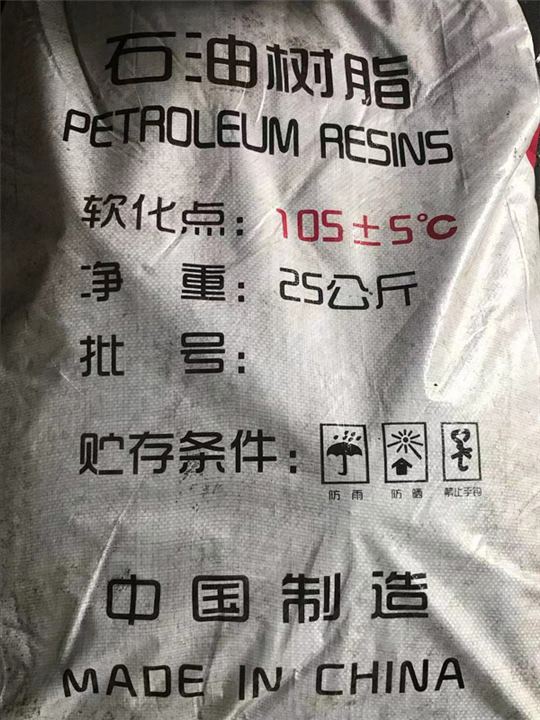 石油树脂
PETROLEUM RESINS
软化点：105±5℃
净 重：25公斤
批 号：
贮存条件：
防雨 防晒 禁止手钩
中国制造
MADE IN CHINA